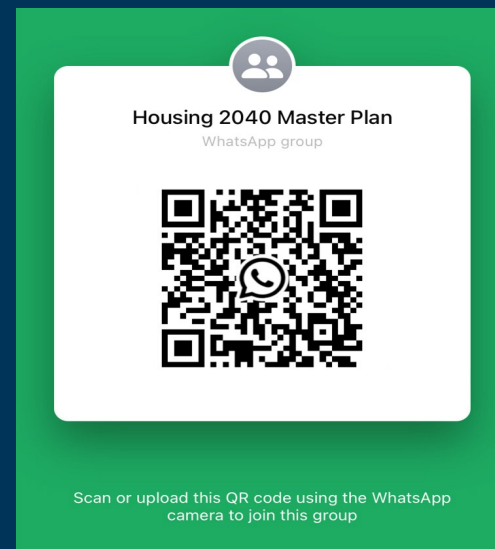 Housing 2040 Master Plan
WhatsApp group
Scan or upload this QR code using the WhatsApp
camera to join this group